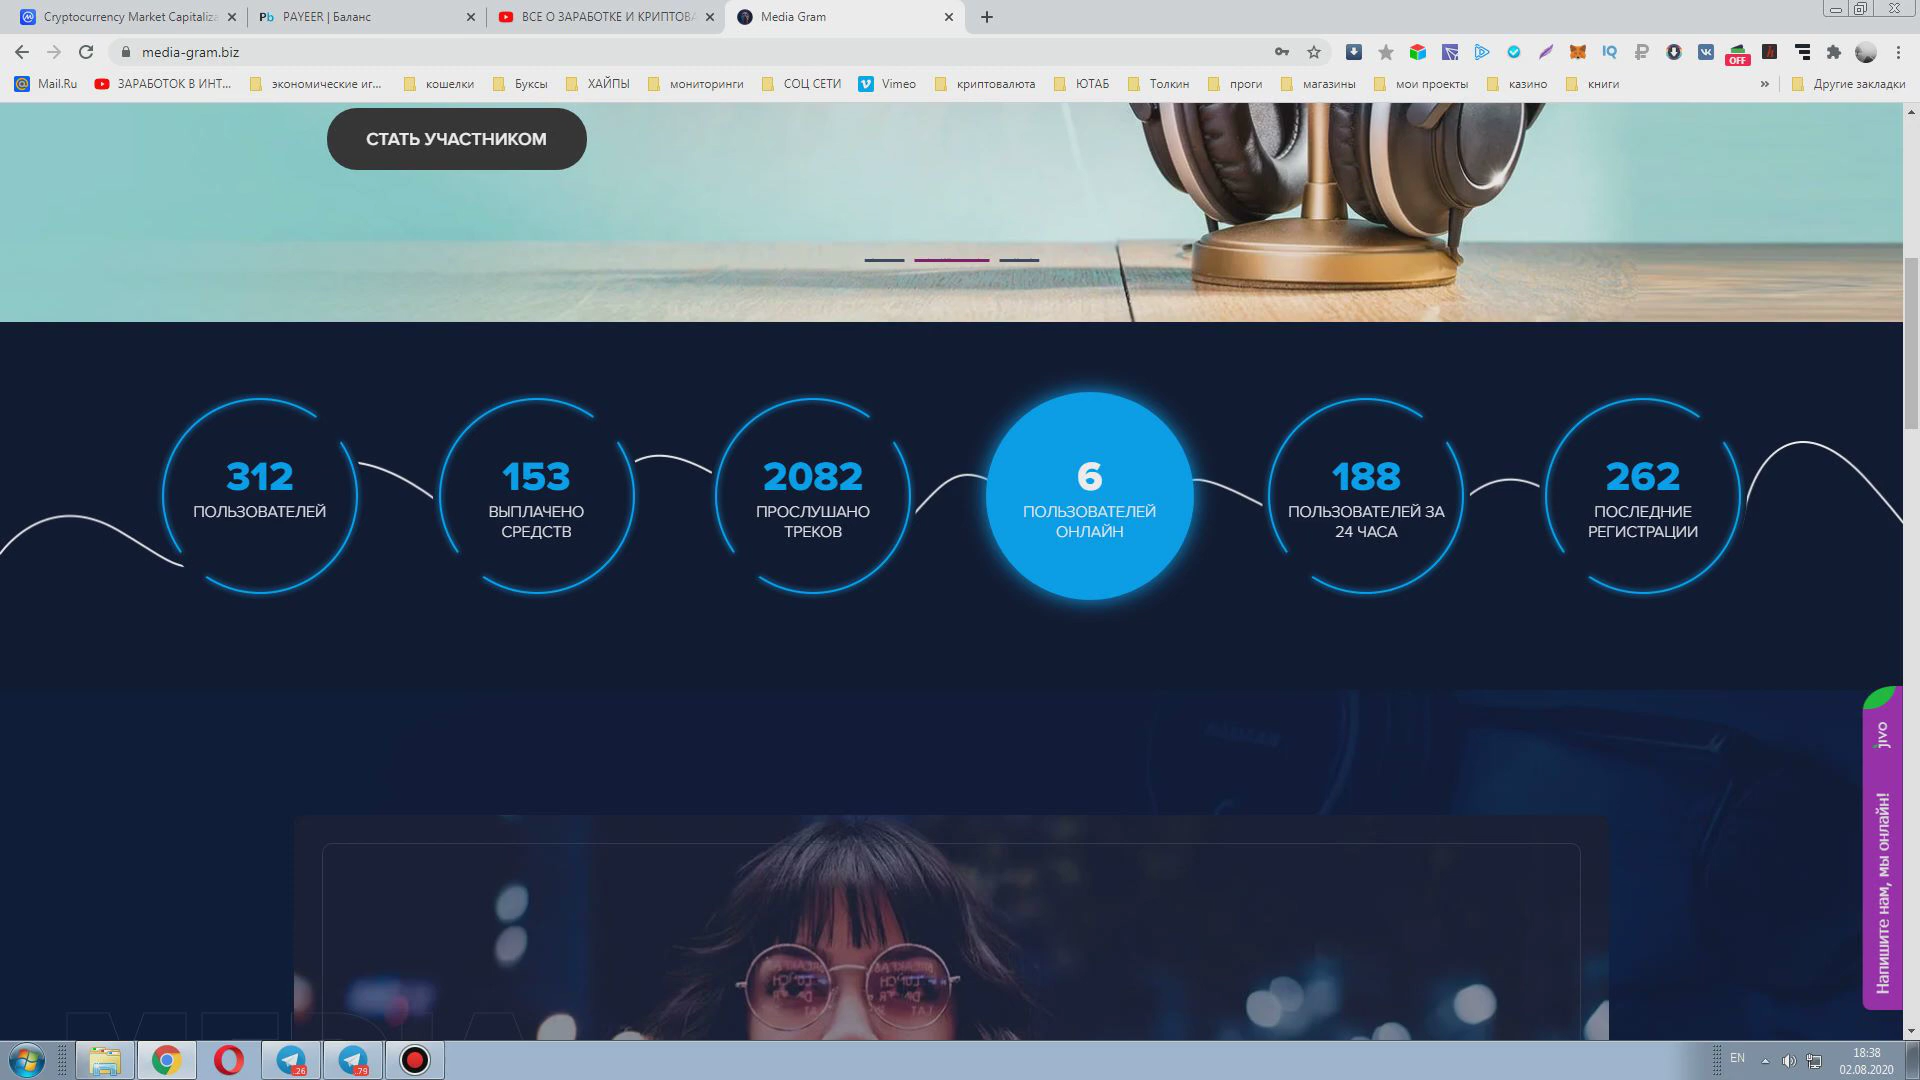 Cryptocurrency Market Capitaliza
PAYEER | Баланс
ВСЕ О ЗАРАБОТКЕ И КРИПТОВА
Media Gram
media-gram.biz
OFF
Mail.Ru
ЗАРАБОТОК В ИНТ...
экономические иг...
кошелки
Буксы
ХАЙПЫ
мониторинги
СОЦ СЕТИ
Vimeo
криптовалюта
ЮТАБ
Толкин
проги
магазины
мои проекты
казино
книги
Другие закладки
СТАТЬ УЧАСТНИКОМ
312
ПОЛЬЗОВАТЕЛЕЙ
153
ВЫПЛАЧЕНО
СРЕДСТВ
2082
ПРОСЛУШАНО
ТРЕКОВ
6
ПОЛЬЗОВАТЕЛЕЙ
ОНЛАЙН
188
ПОЛЬЗОВАТЕЛЕЙ ЗА
24 ЧАСА
262
ПОСЛЕДНИЕ
РЕГИСТРАЦИИ
jivo
Напишите нам, мы онлайн!
MEDIA
EN
18:38
02.08.2020